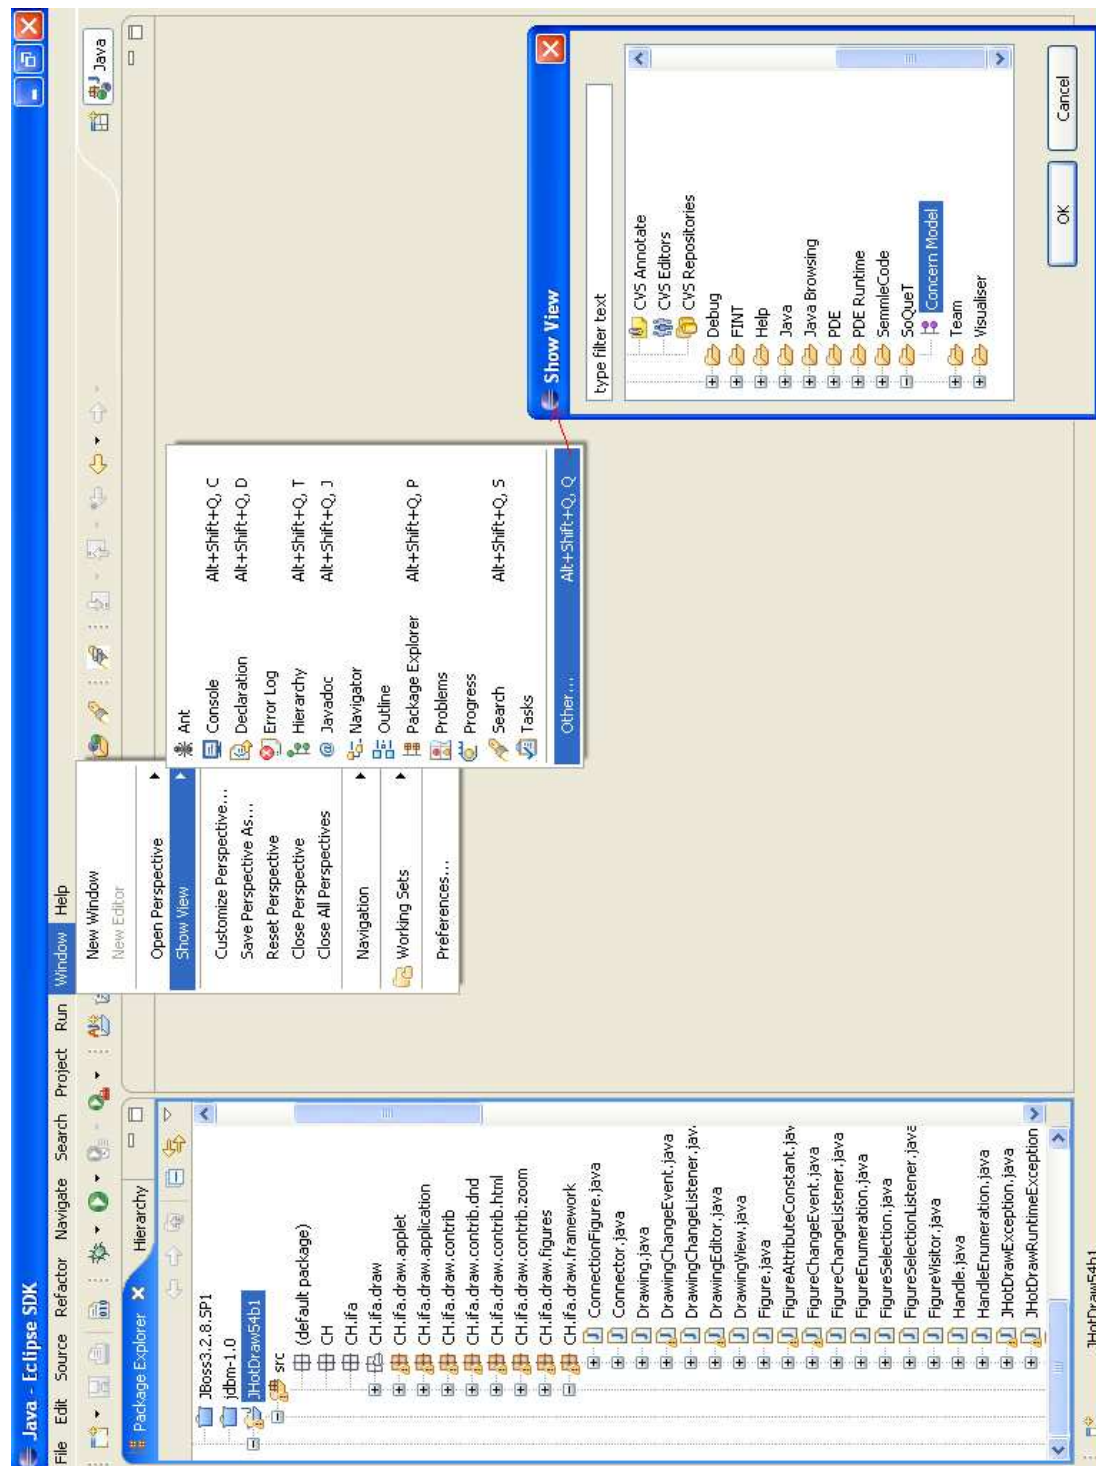 Java - Eclipse SDK
File Edit Source Refactor Navigate Search Project Run Window Help
Java
Package Explorer
Hierarchy
JBoss3.2.8.SP1
jdbm-1.0
JHotDraw54b1
src
(default package)
CH
CH.ifa
CH.ifa.draw
CH.ifa.draw.applet
CH.ifa.draw.application
CH.ifa.draw.contrib
CH.ifa.draw.contrib.dnd
CH.ifa.draw.contrib.html
CH.ifa.draw.contrib.zoom
CH.ifa.draw.figures
CH.ifa.draw.framework
ConnectionFigure.java
Connector.java
Drawing.java
DrawingChangeEvent.java
DrawingChangeListener.jav
DrawingEditor.java
DrawingView.java
Figure.java
FigureAttributeConstant.jav
FigureChangeEvent.java
FigureChangeListener.java
FigureEnumeration.java
FigureSelection.java
FigureSelectionListener.java
FigureVisitor.java
Handle.java
HandleEnumeration.java
JHotDrawException.java
JHotDrawRuntimeException
JHotDraw54b1
New Window
New Editor
Open Perspective
Show View
Customize Perspective...
Save Perspective As...
Reset Perspective
Close Perspective
Close All Perspectives
Navigation
Working Sets
Preferences...
Ant
Console Alt+Shift+Q, C
Declaration Alt+Shift+Q, D
Error Log
Hierarchy Alt+Shift+Q, T
Javadoc Alt+Shift+Q, J
Navigator
Outline
Package Explorer Alt+Shift+Q, P
Problems
Progress
Search Alt+Shift+Q, S
Tasks
Other... Alt+Shift+Q, Q
Show View
type filter text
CVS Annotate
CVS Editors
CVS Repositories
Debug
FINT
Help
Java
Java Browsing
PDE
PDE Runtime
SemmleCode
SoQueT
Concern Model
Team
Visualiser
OK Cancel